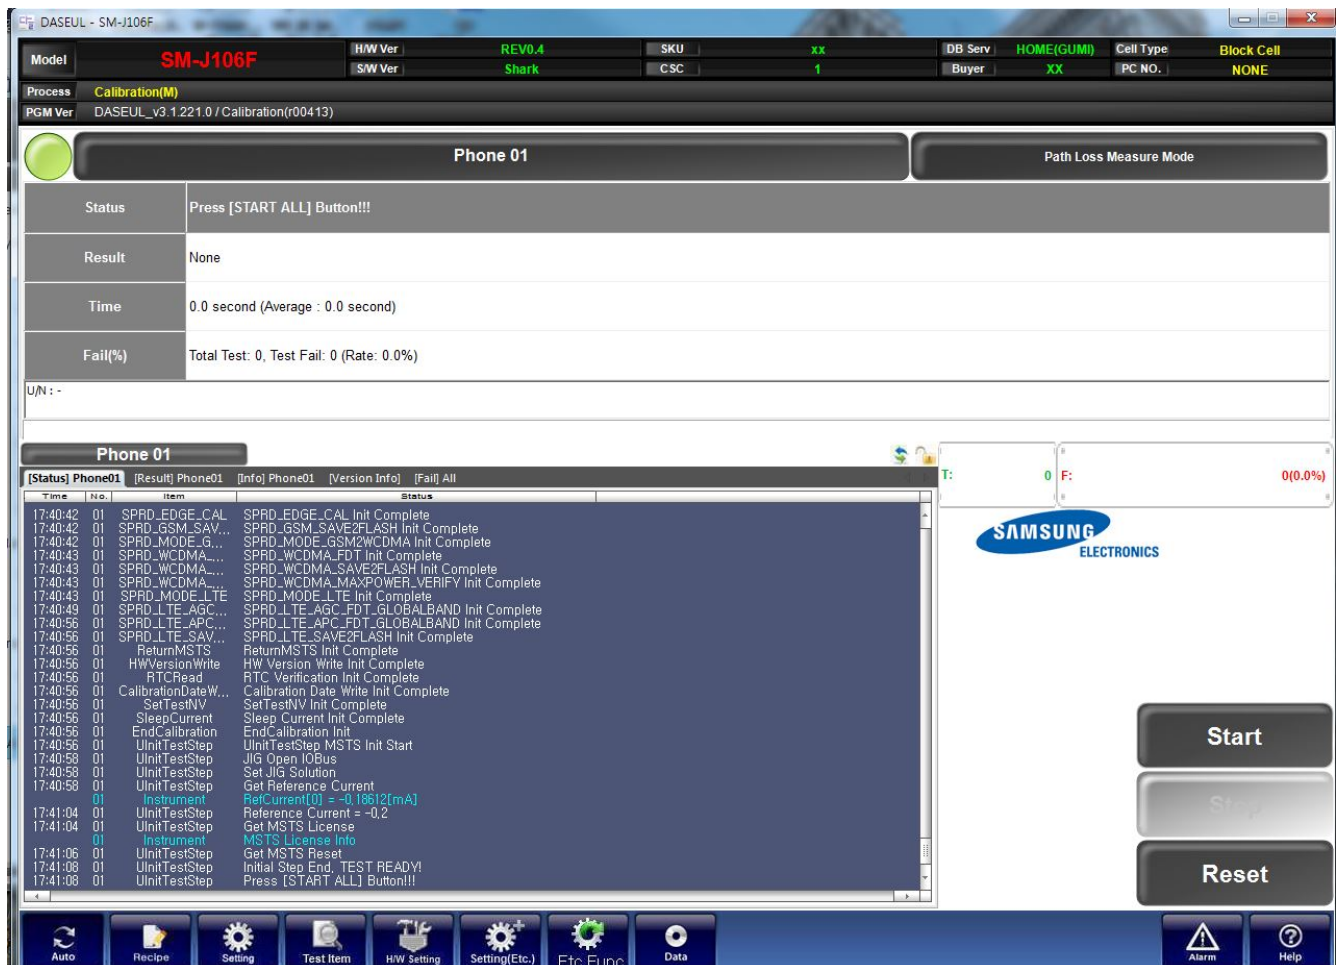 DASEUL - SM-J106F
Model SM-J106F H/W Ver REV0.4 SKU xx DB Serv HOME(GUMI) Cell Type Block Cell
S/W Ver Shark CSC 1 Buyer XX PC NO. NONE
Process Calibration(M)
PGM Ver DASEUL_v3.1.221.0 / Calibration(r00413)
Phone 01 Path Loss Measure Mode
Status Press [START ALL] Button!!!
Result None
Time 0.0 second (Average : 0.0 second)
Fail(%) Total Test: 0, Test Fail: 0 (Rate: 0.0%)
U/N : -
Phone 01
[Status] Phone01 [Result] Phone01 [Info] Phone01 [Version Info] [Fail] All
T: 0 F: 0(0.0%)
Time No. Item Status
17:40:42 01 SPRD_EDGE_CAL SPRD_EDGE_CAL Init Complete
17:40:42 01 SPRD_GSM_SAV... SPRD_GSM_SAVE2FLASH Init Complete
17:40:42 01 SPRD_MODE_G... SPRD_MODE_GSM2WCDMA Init Complete
17:40:43 01 SPRD_WCDMA_... SPRD_WCDMA_FDT Init Complete
17:40:43 01 SPRD_WCDMA_... SPRD_WCDMA_SAVE2FLASH Init Complete
17:40:43 01 SPRD_WCDMA_... SPRD_WCDMA_MAXPOWER_VERIFY Init Complete
17:40:43 01 SPRD_MODE_LTE SPRD_MODE_LTE Init Complete
17:40:49 01 SPRD_LTE_AGC... SPRD_LTE_AGC_FDT_GLOBALBAND Init Complete
17:40:56 01 SPRD_LTE_APC... SPRD_LTE_APC_FDT_GLOBALBAND Init Complete
17:40:56 01 SPRD_LTE_SAV... SPRD_LTE_SAVE2FLASH Init Complete
17:40:56 01 ReturnMSTS ReturnMSTS Init Complete
17:40:56 01 HWVersionWrite HW Version Write Init Complete
17:40:56 01 RTCRead RTC Verification Init Complete
17:40:56 01 CalibrationDateW... Calibration Date Write Init Complete
17:40:56 01 SetTestNV SetTestNV Init Complete
17:40:56 01 SleepCurrent Sleep Current Init Complete
17:40:56 01 EndCalibration EndCalibration Init
17:40:56 01 UInitTestStep UInitTestStep MSTS Init Start
17:40:58 01 UInitTestStep JIG Open IOBus
17:40:58 01 UInitTestStep Set JIG Solution
17:40:58 01 UInitTestStep Get Reference Current
01 Instrument RefCurrent[0] = -0,18612[mA]
17:41:04 01 UInitTestStep Reference Current = -0,2
17:41:04 01 UInitTestStep Get MSTS License
01 Instrument MSTS License Info
17:41:06 01 UInitTestStep Get MSTS Reset
17:41:08 01 UInitTestStep Initial Step End, TEST READY!
17:41:08 01 UInitTestStep Press [START ALL] Button!!!
SAMSUNG
ELECTRONICS
Start
Stop
Reset
Auto Recipe Setting Test Item H/W Setting Setting(Etc.) Etc Func Data Alarm Help